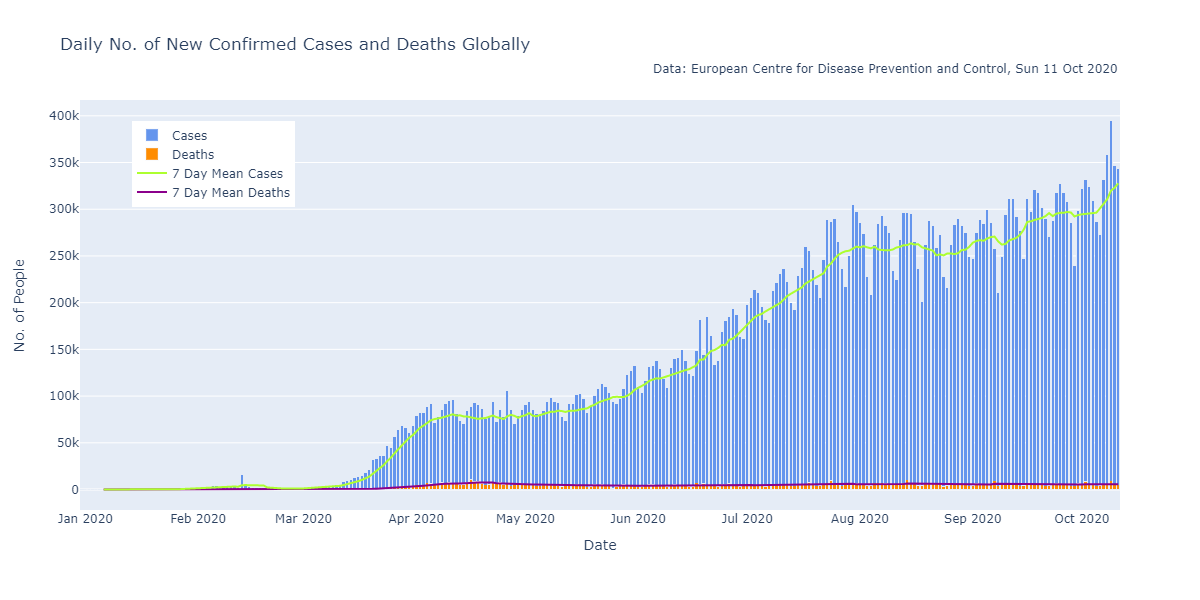 Daily No. of New Confirmed Cases and Deaths Globally
Data: European Centre for Disease Prevention and Control, Sun 11 Oct 2020
400k
350k
300k
250k
200k
150k
100k
50k
0
No. of People
Cases
Deaths
7 Day Mean Cases
7 Day Mean Deaths
Jan 2020 Feb 2020 Mar 2020 Apr 2020 May 2020 Jun 2020 Jul 2020 Aug 2020 Sep 2020 Oct 2020
Date